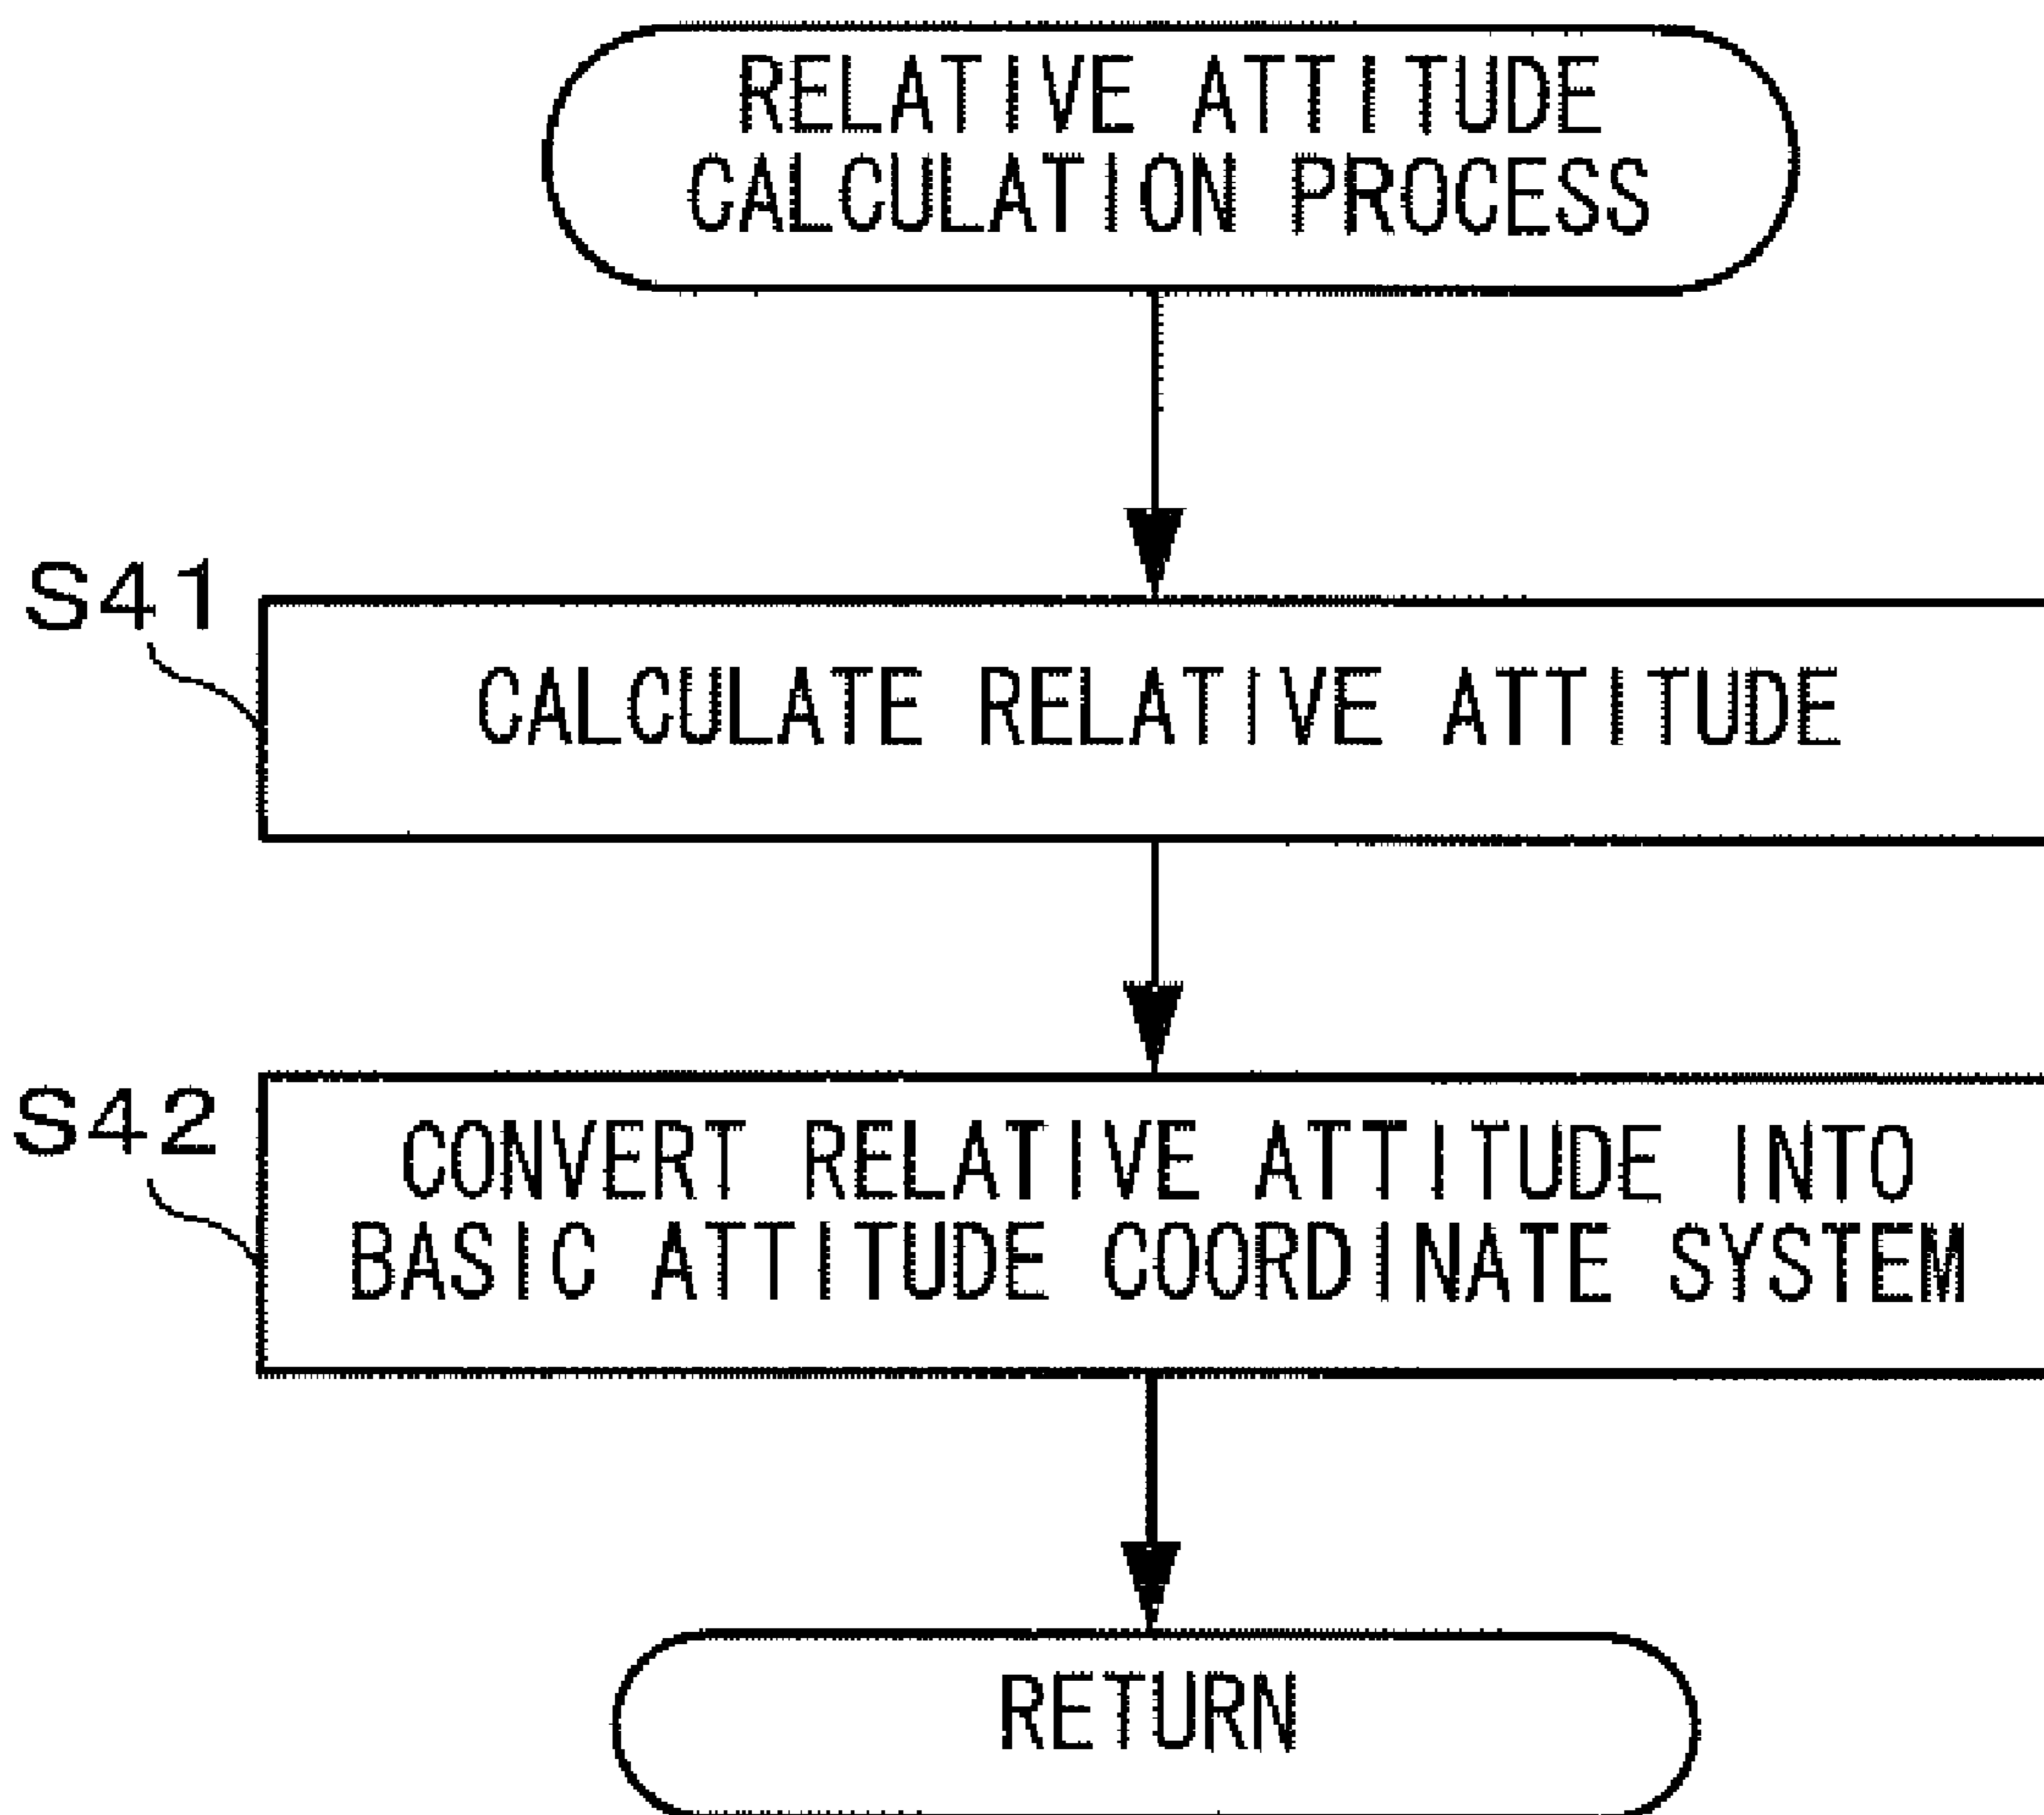 RELATIVE ATTITUDE
CALCULATION PROCESS
S41
CALCULATE RELATIVE ATTITUDE
S42
CONVERT RELATIVE ATTITUDE INTO
BASIC ATTITUDE COORDINATE SYSTEM
RETURN